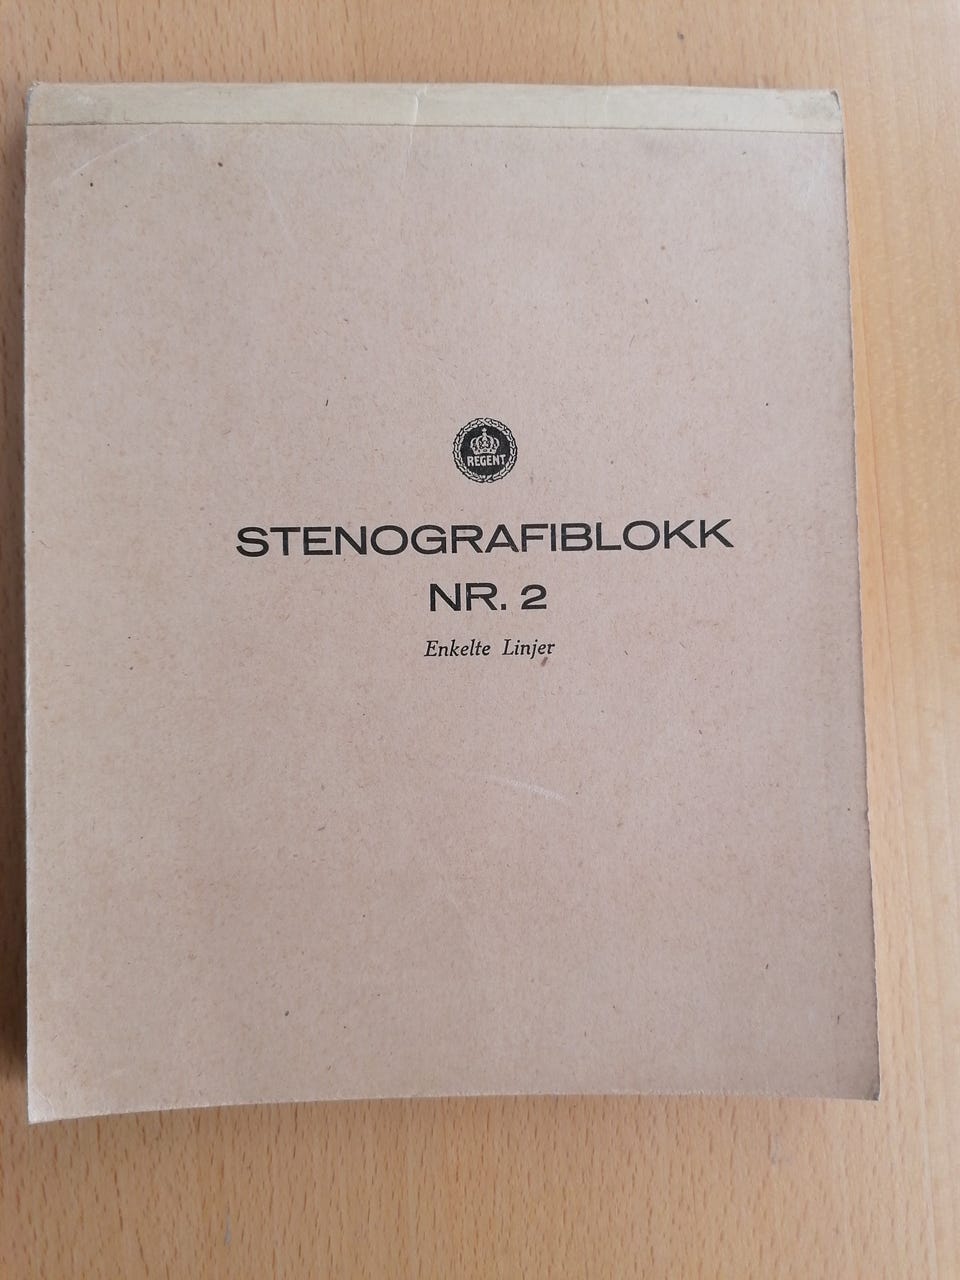 REGENT
STENOGRAFIBLOKK
NR. 2
Enkelte Linjer